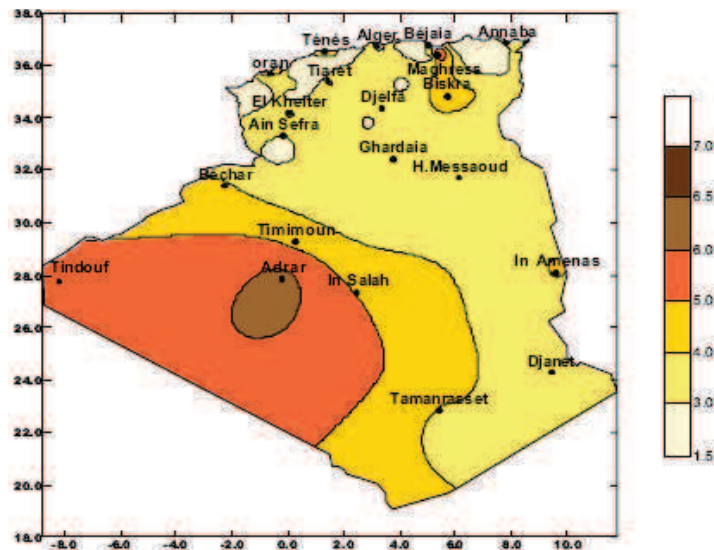 38.0
Ténés Alger Béjaia Annaba
36.0
oran Tiaret Maghress
Biskra
El Kheiter Djelfa
34.0
Ain Sefra
Ghardaia
32.0
Bechar H.Messaoud
30.0
Timimoun
28.0
Tindouf Adrar In Salah In Amenas
26.0
24.0
Djanet
Tamanrasset
22.0
20.0
18.0
-8.0 -6.0 -4.0 -2.0 0.0 2.0 4.0 6.0 8.0 10.0
7.0
6.5
6.0
5.0
4.0
3.0
1.5